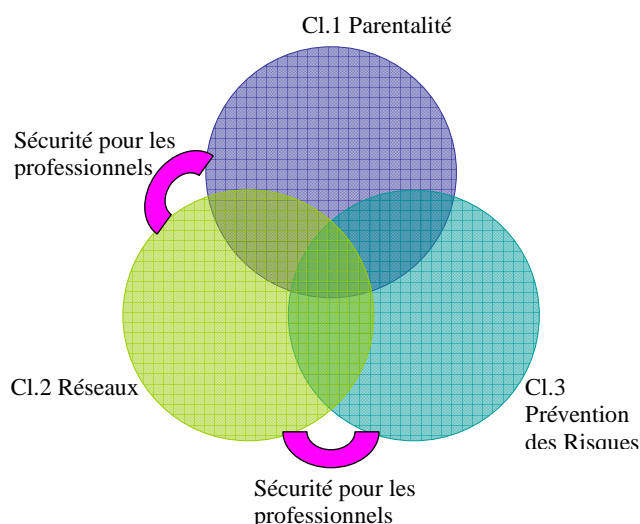 Cl.1 Parentalité
Sécurité pour les
professionnels
Cl.2 Réseaux
Cl.3
Prévention
des Risques
Sécurité pour les
professionnels